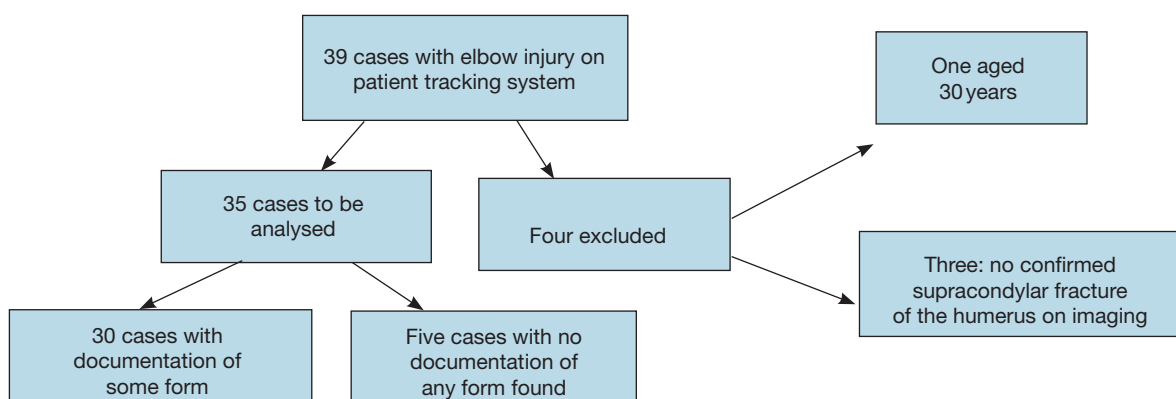 39 cases with elbow injury on
patient tracking system
One aged
30 years
35 cases to be
analysed
Four excluded
Three: no confirmed
supracondylar fracture
of the humerus on imaging
30 cases with
documentation of
some form
Five cases with no
documentation of
any form found